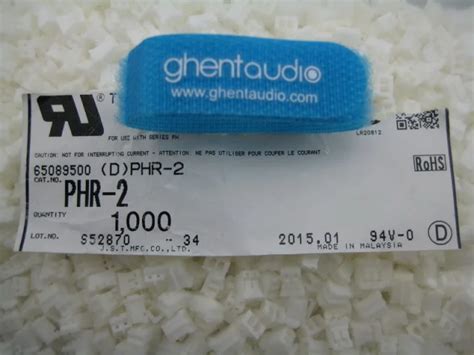 ghentaudio
www.ghentaudio.com
FOR USE WITH SERIES PH
LR20812
CAUTION: NOT FOR INTERRUPTING CURRENT - ATTENTION: NE PAS UTILISER POUR COUPER LE COURANT
RoHS
65089500 (D)PHR-2
CAT.NO.
PHR-2
QUANTITY
1,000
LOT.NO. S52870 -- 34 2015.01 94V-0 D
J.S.T.MFG.CO.,LTD. MADE IN MALAYSIA